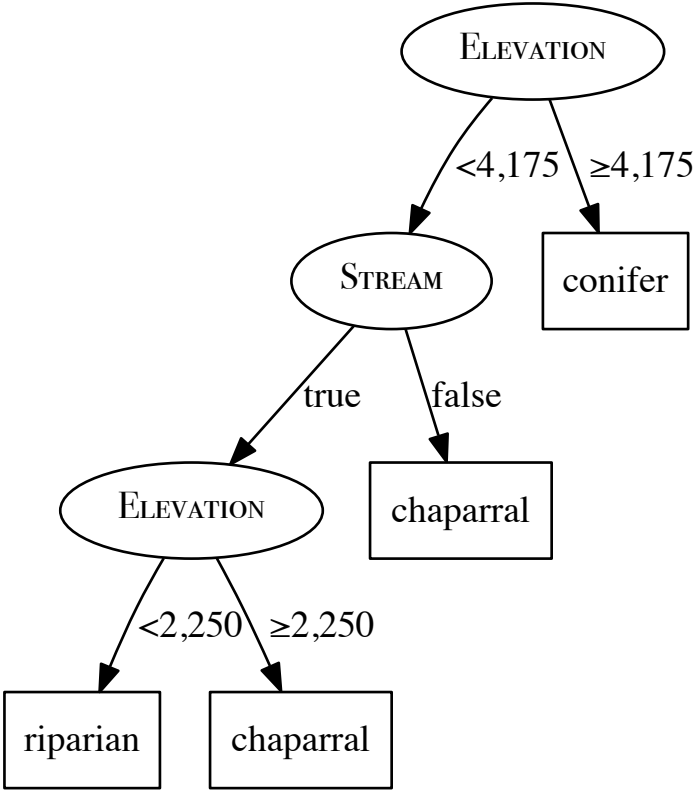 ELEVATION
<4,175
≥4,175
STREAM
conifer
true
false
ELEVATION
chaparral
<2,250
≥2,250
riparian
chaparral